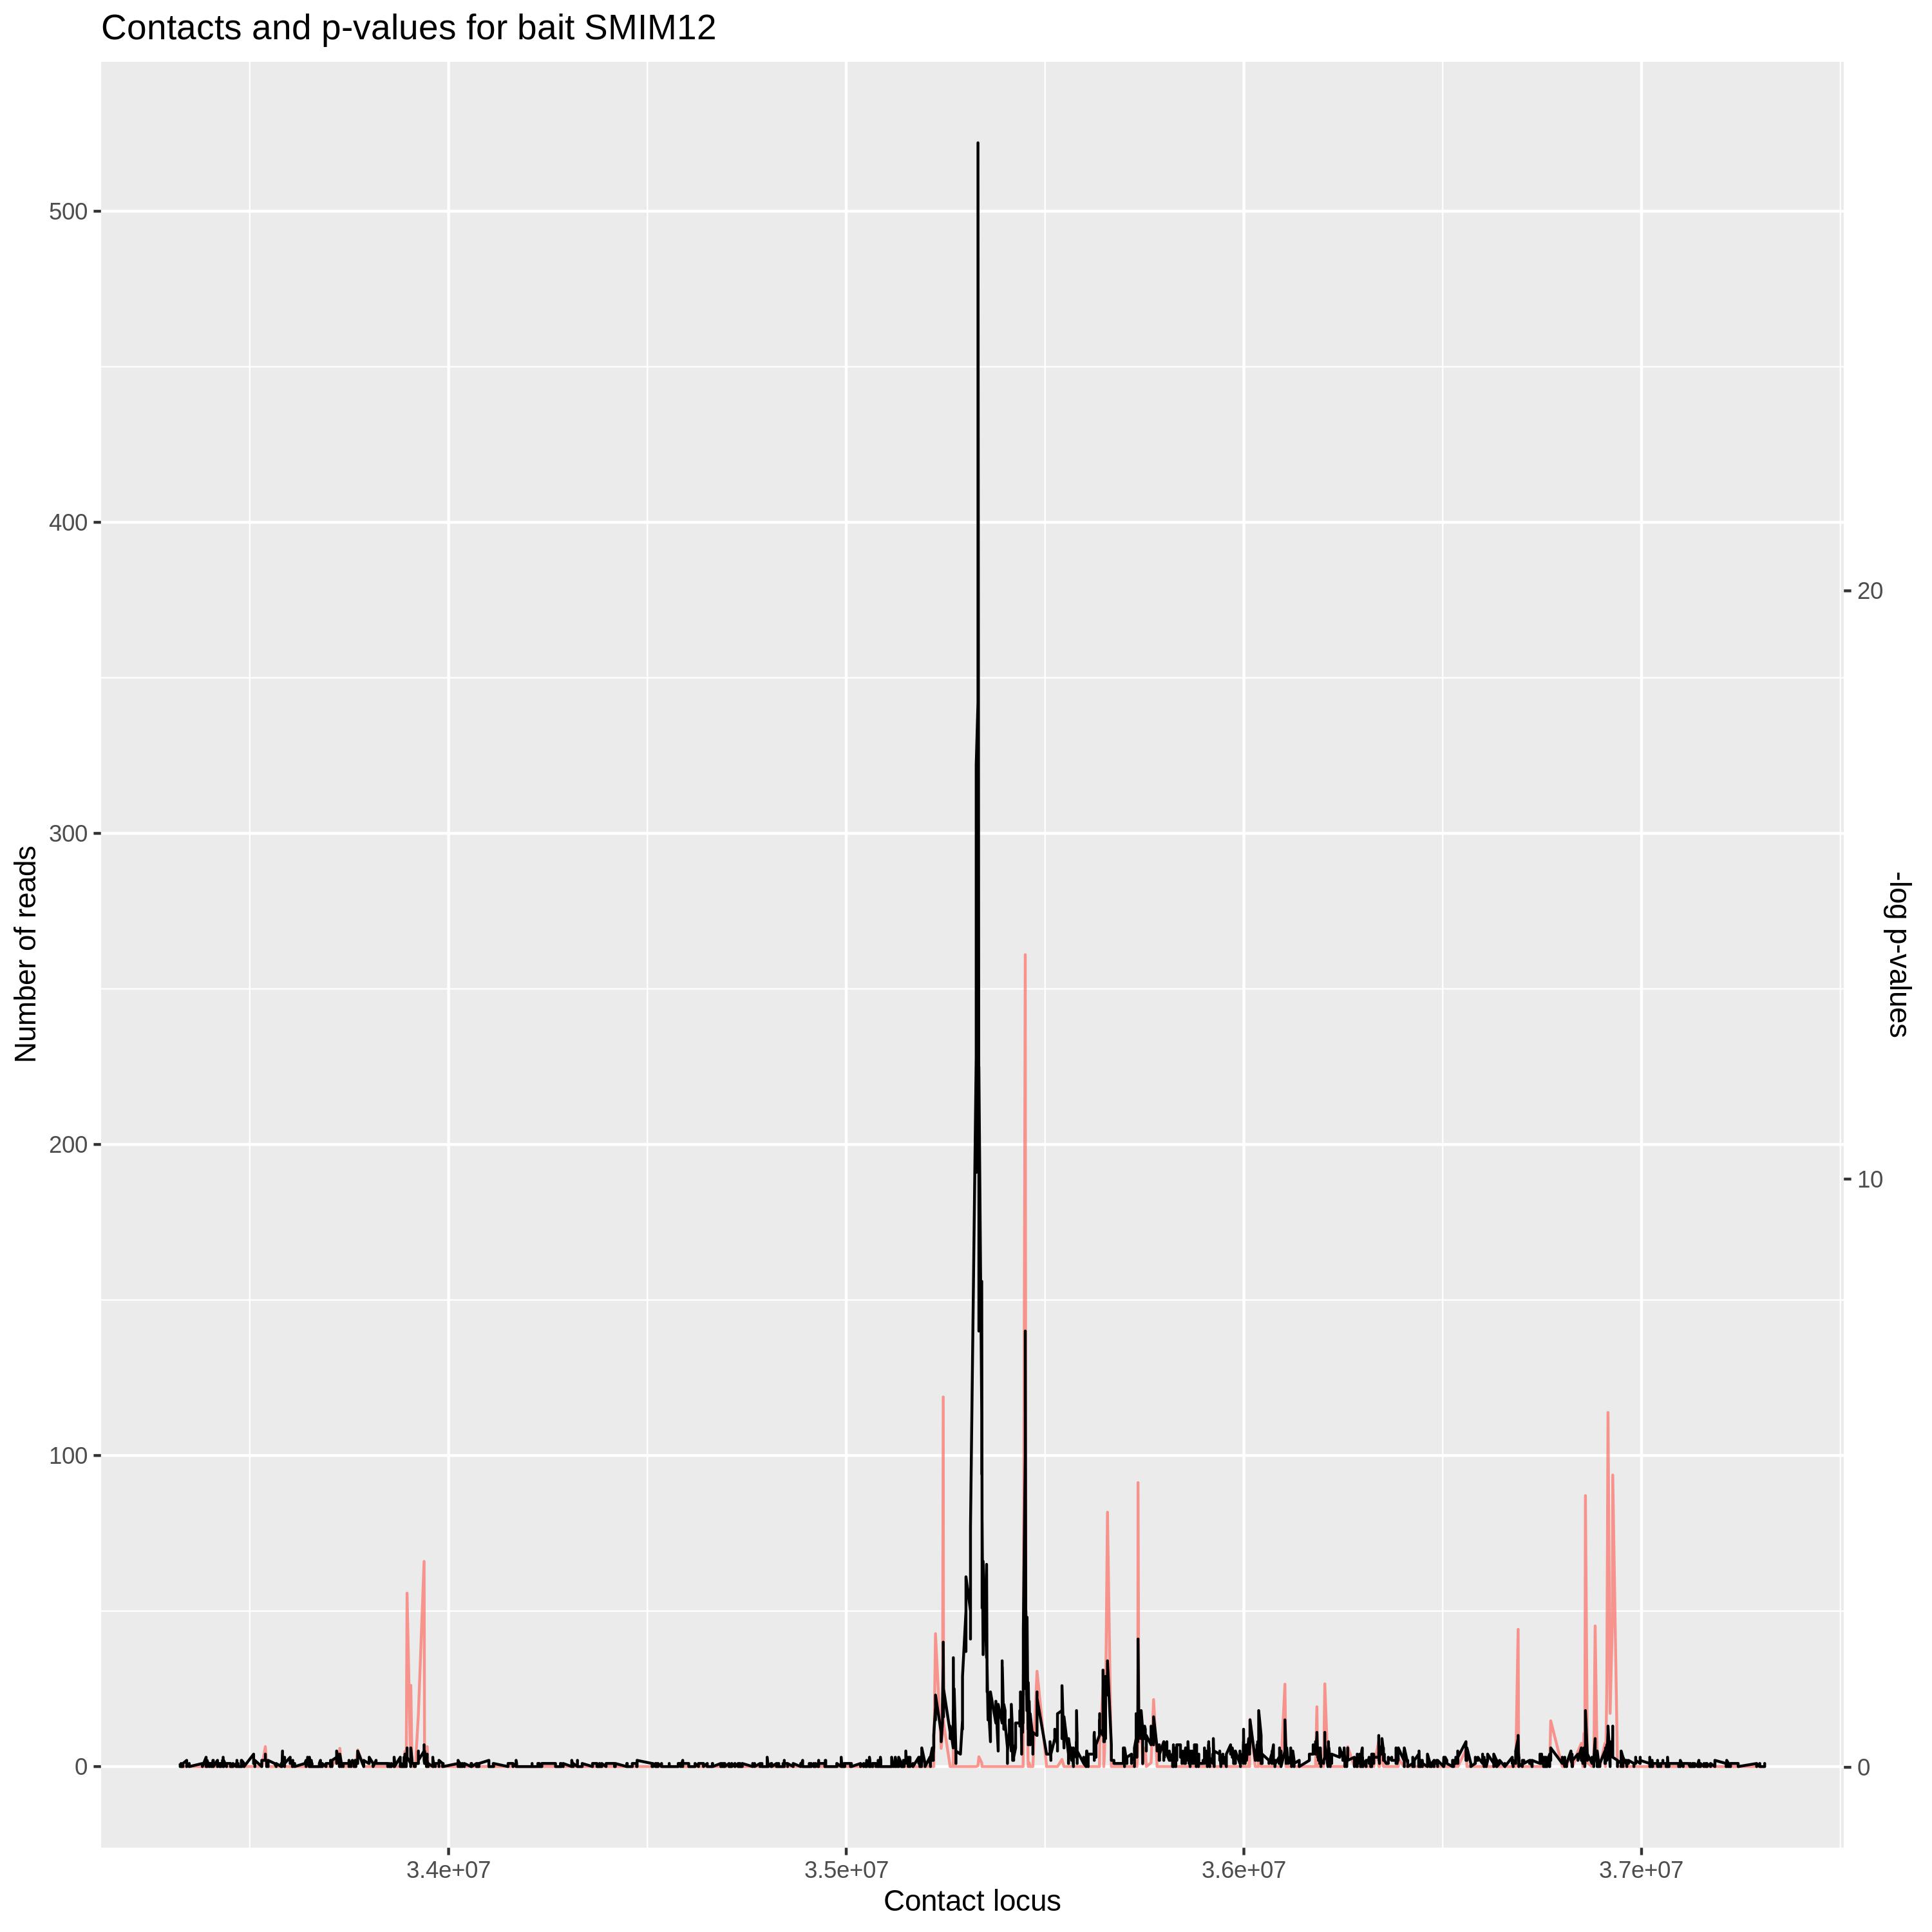 Contacts and p-values for bait SMIM12
Number of reads
500
400
300
200
100
0
20
10
0
-log p-values
3.4e+07
3.5e+07
3.6e+07
3.7e+07
Contact locus